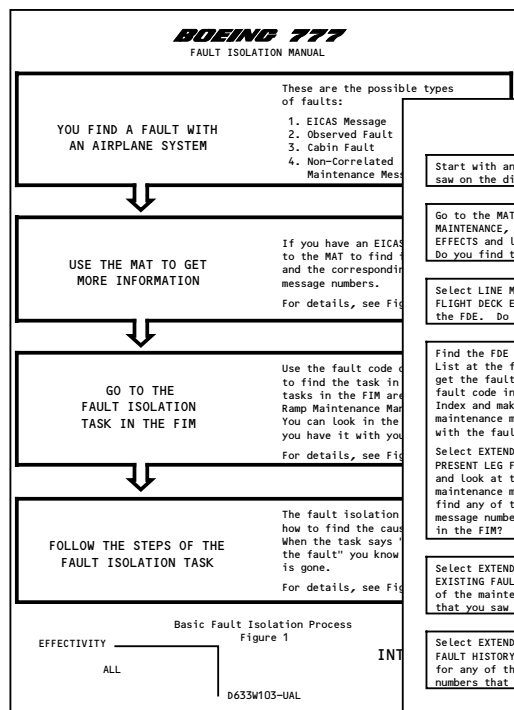 BOEING 777
FAULT ISOLATION MANUAL
YOU FIND A FAULT WITH
AN AIRPLANE SYSTEM
These are the possible types
of faults:
1. EICAS Message
2. Observed Fault
3. Cabin Fault
4. Non-Correlated
Maintenance Mes
USE THE MAT TO GET
MORE INFORMATION
If you have an EICAS
to the MAT to find
and the correspondin
message numbers.
For details, see Fig
GO TO THE
FAULT ISOLATION
TASK IN THE FIM
Use the fault code
to find the task in
tasks in the FIM are
Ramp Maintenance Man
You can look in the
you have it with you
For details, see Fig
FOLLOW THE STEPS OF THE
FAULT ISOLATION TASK
The fault isolation
how to find the caus
When the task says "
the fault" you know
is gone.
For details, see Fig
Basic Fault Isolation Process
Figure 1
EFFECTIVITY
ALL
INT
D633W103-UAL
Start with an
saw on the di
Go to the MAT
MAINTENANCE,
EFFECTS and l
Do you find t
Select LINE M
FLIGHT DECK E
the FDE. Do
Find the FDE
List at the f
get the fault
fault code in
Index and mak
maintenance m
with the faul
Select EXTEND
PRESENT LEG F
and look at t
maintenance m
find any of t
message numbe
in the FIM?
Select EXTEND
EXISTING FAUL
of the mainte
that you saw
Select EXTEND
FAULT HISTORY
for any of th
numbers that